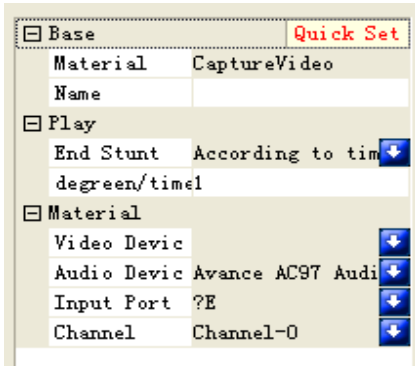 Base Quick Set
Material CaptureVideo
Name
Play
End Stunt According to tim
degreen/time1
Material
Video Devic
Audio Devic Avance AC97 Audi
Input Port ?E
Channel Channel-0